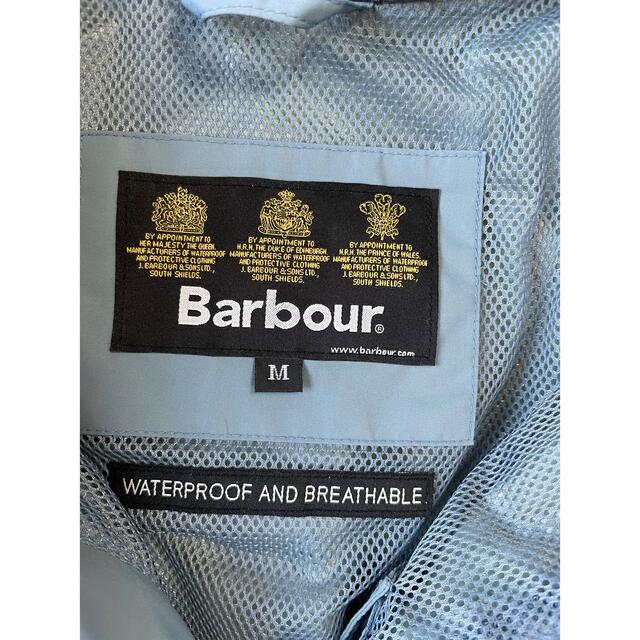 BY APPOINTMENT TO
HER MAJESTY THE QUEEN.
MANUFACTURERS OF WATERPROOF
AND PROTECTIVE CLOTHING
J. BARBOUR & SONS LTD.,
SOUTH SHIELDS.
BY APPOINTMENT TO
H.R.H. THE DUKE OF EDINBURGH.
MANUFACTURERS OF WATERPROOF
AND PROTECTIVE CLOTHING
J. BARBOUR & SONS LTD.,
SOUTH SHIELDS.
BY APPOINTMENT TO
H.R.H. THE PRINCE OF WALES.
MANUFACTURERS OF WATERPROOF
AND PROTECTIVE CLOTHING
J. BARBOUR & SONS LTD.,
SOUTH SHIELDS.
Barbour®
www.barbour.com
M
WATERPROOF AND BREATHABLE